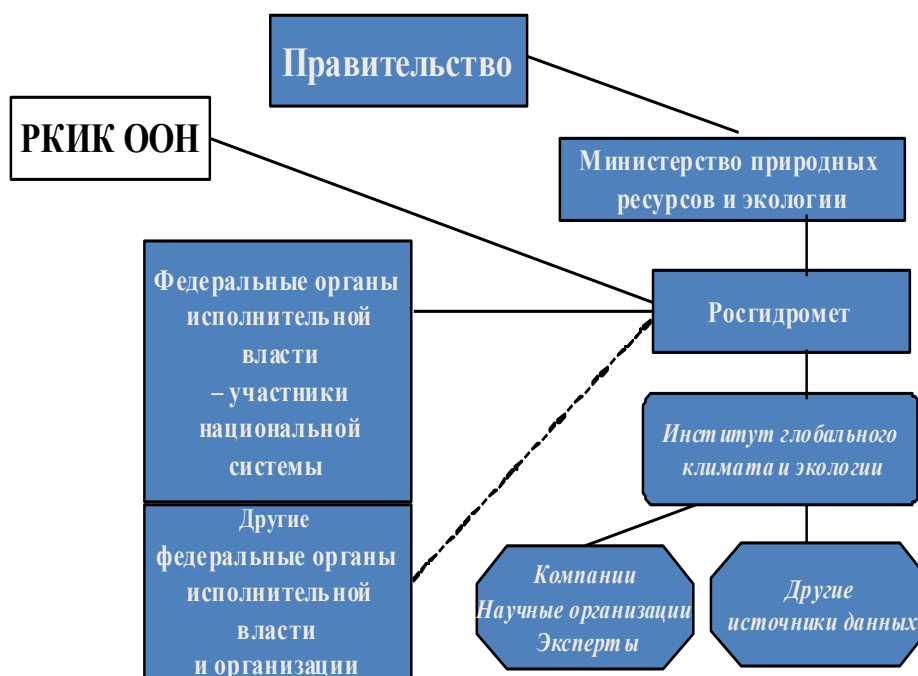 Правительство
РКИК ООН
Министерство природных
ресурсов и экологии
Федеральные органы
исполнительной
власти
– участники
национальной
системы
Росгидромет
Институт глобального
климата и экологии
Другие
федеральные органы
исполнительной
власти
и организации
Компании
Научные организации
Эксперты
Другие
источники данных